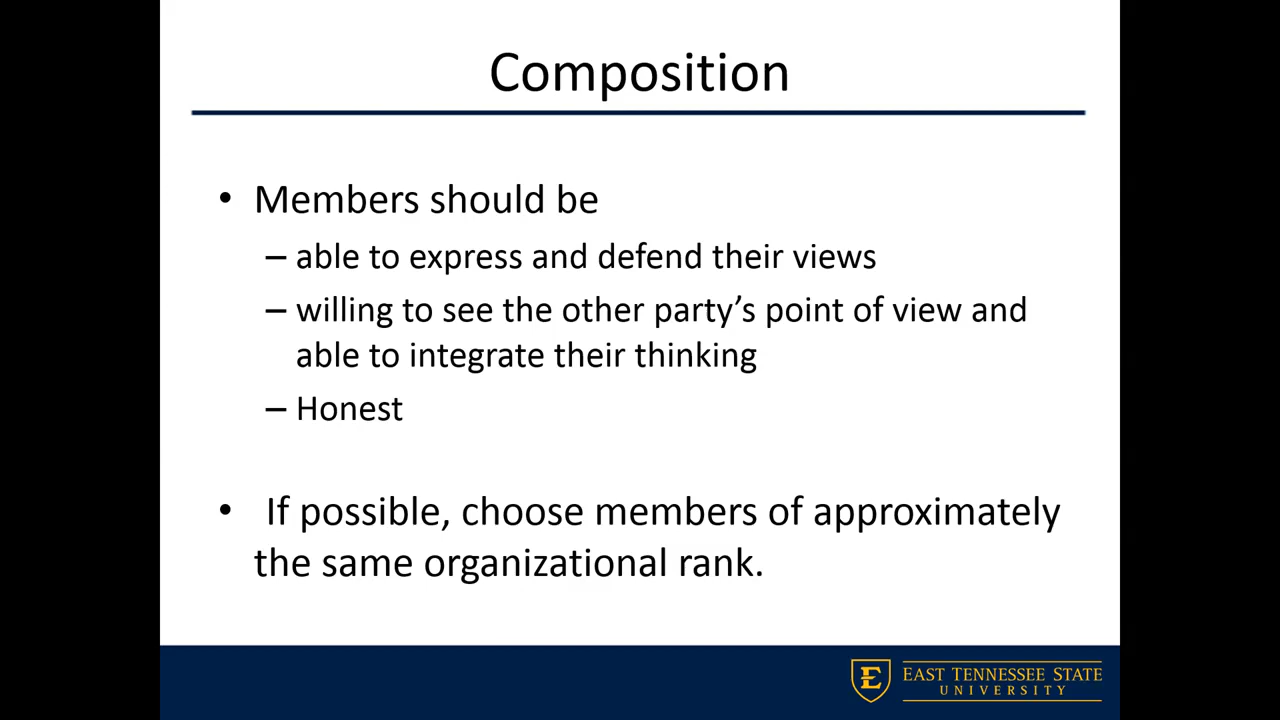 Composition
• Members should be
– able to express and defend their views
– willing to see the other party’s point of view and
able to integrate their thinking
– Honest
• If possible, choose members of approximately
the same organizational rank.
E
EAST TENNESSEE STATE
UNIVERSITY